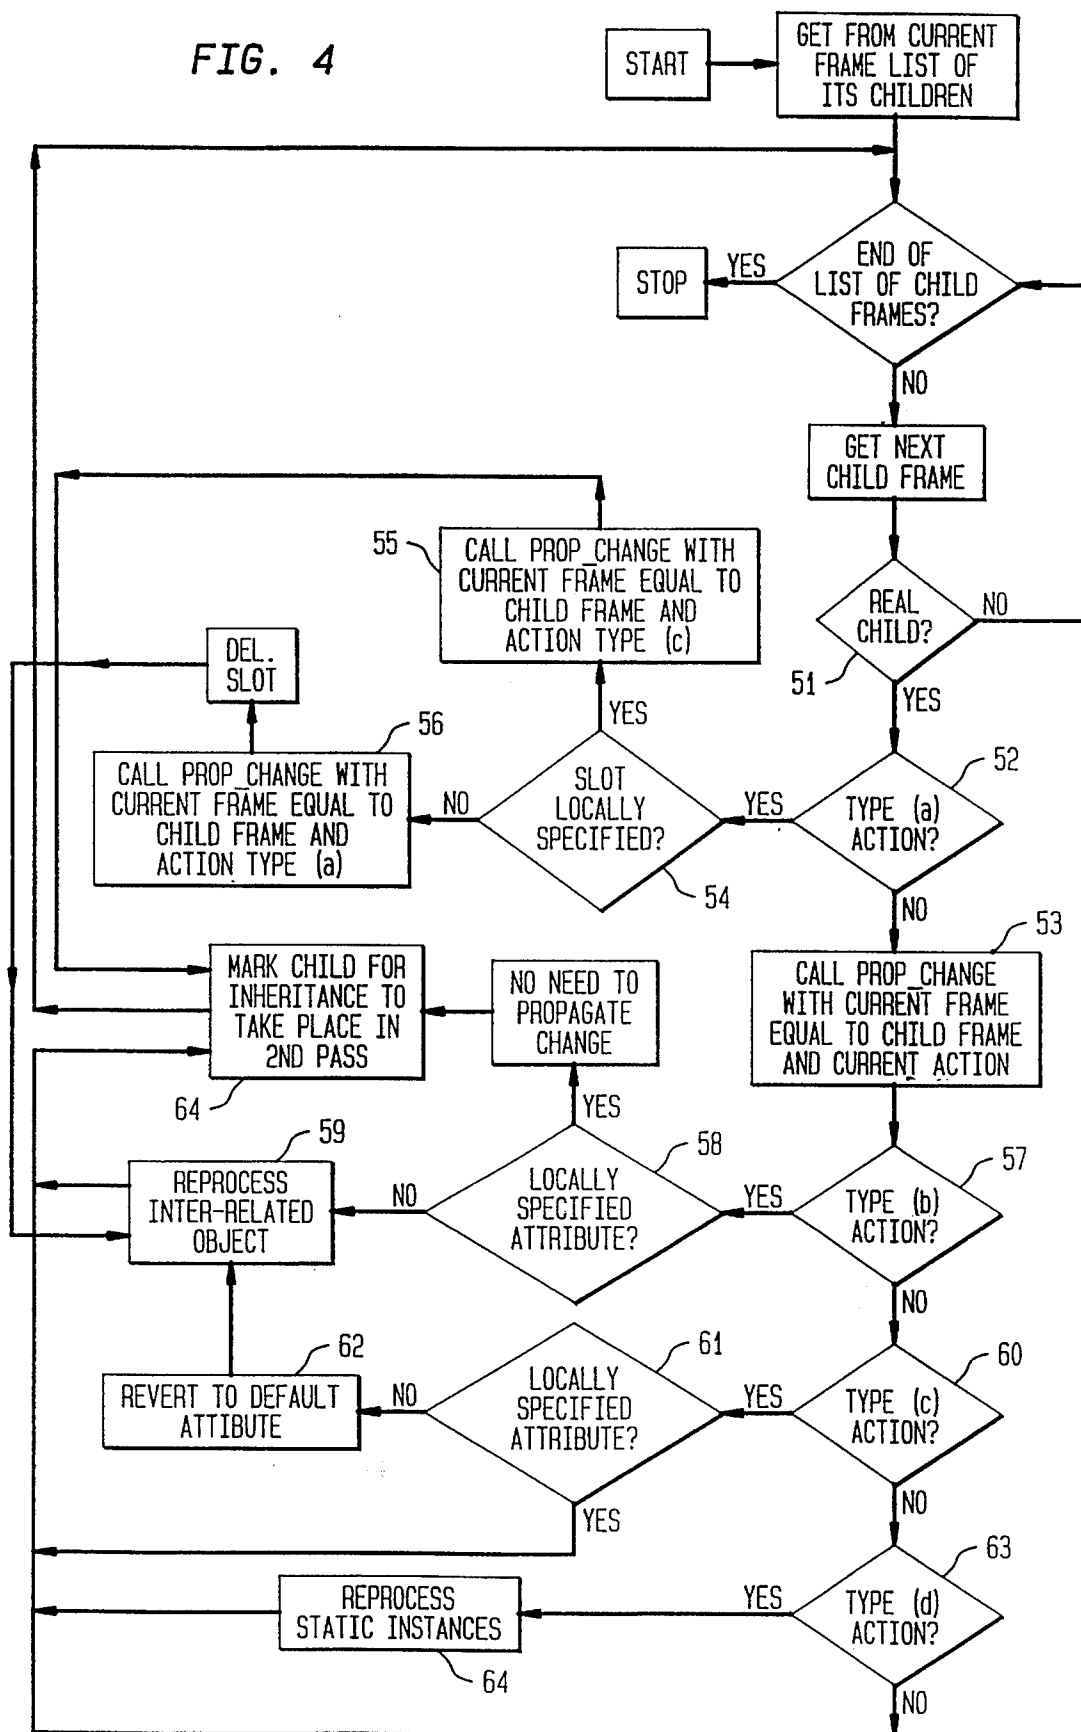 FIG. 4
START
GET FROM CURRENT
FRAME LIST OF
ITS CHILDREN
END OF
LIST OF CHILD
FRAMES?
YES
STOP
NO
GET NEXT
CHILD FRAME
REAL
CHILD?
NO
51
YES
55
CALL PROP_CHANGE WITH
CURRENT FRAME EQUAL TO
CHILD FRAME AND
ACTION TYPE (c)
DEL.
SLOT
YES
56
CALL PROP_CHANGE WITH
CURRENT FRAME EQUAL TO
CHILD FRAME AND
ACTION TYPE (a)
NO
SLOT
LOCALLY
SPECIFIED?
54
YES
TYPE (a)
ACTION?
52
NO
53
CALL PROP_CHANGE
WITH CURRENT FRAME
EQUAL TO CHILD FRAME
AND CURRENT ACTION
MARK CHILD FOR
INHERITANCE TO
TAKE PLACE IN
2ND PASS
64
NO NEED TO
PROPAGATE
CHANGE
YES
59
REPROCESS
INTER-RELATED
OBJECT
NO
LOCALLY
SPECIFIED
ATTRIBUTE?
58
YES
TYPE (b)
ACTION?
57
NO
62
REVERT TO DEFAULT
ATTIBUTE
NO
LOCALLY
SPECIFIED
ATTRIBUTE?
61
YES
YES
TYPE (c)
ACTION?
60
NO
REPROCESS
STATIC INSTANCES
64
YES
TYPE (d)
ACTION?
63
NO